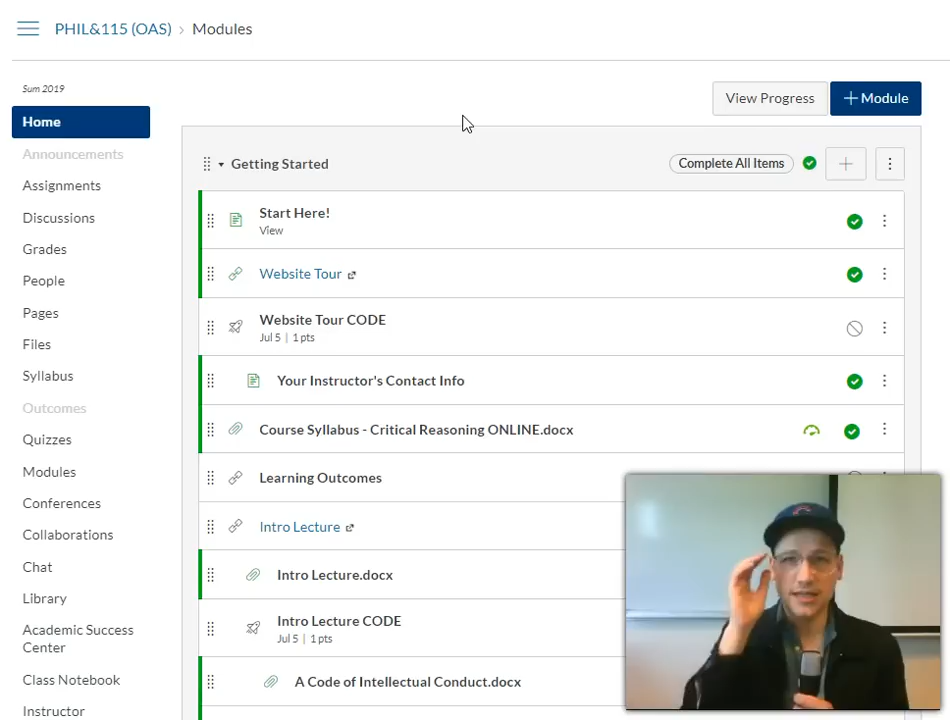 PHIL&115 (OAS) › Modules
Sum 2019
View Progress
+ Module
Home
Announcements
Assignments
Discussions
Grades
People
Pages
Files
Syllabus
Outcomes
Quizzes
Modules
Conferences
Collaborations
Chat
Library
Academic Success
Center
Class Notebook
Instructor
Getting Started
Complete All Items
Start Here!
View
Website Tour
Website Tour CODE
Jul 5 | 1 pts
Your Instructor's Contact Info
Course Syllabus - Critical Reasoning ONLINE.docx
Learning Outcomes
Intro Lecture
Intro Lecture.docx
Intro Lecture CODE
Jul 5 | 1 pts
A Code of Intellectual Conduct.docx